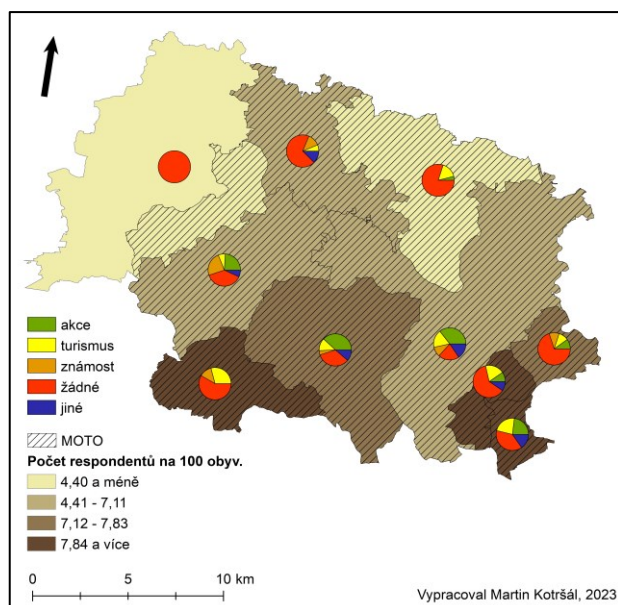 akce
turismus
známost
žádné
jiné
MOTO
Počet respondentů na 100 obyv.
4,40 a méně
4,41 - 7,11
7,12 - 7,83
7,84 a více
0 5 10 km
Vypracoval Martin Kotršál, 2023